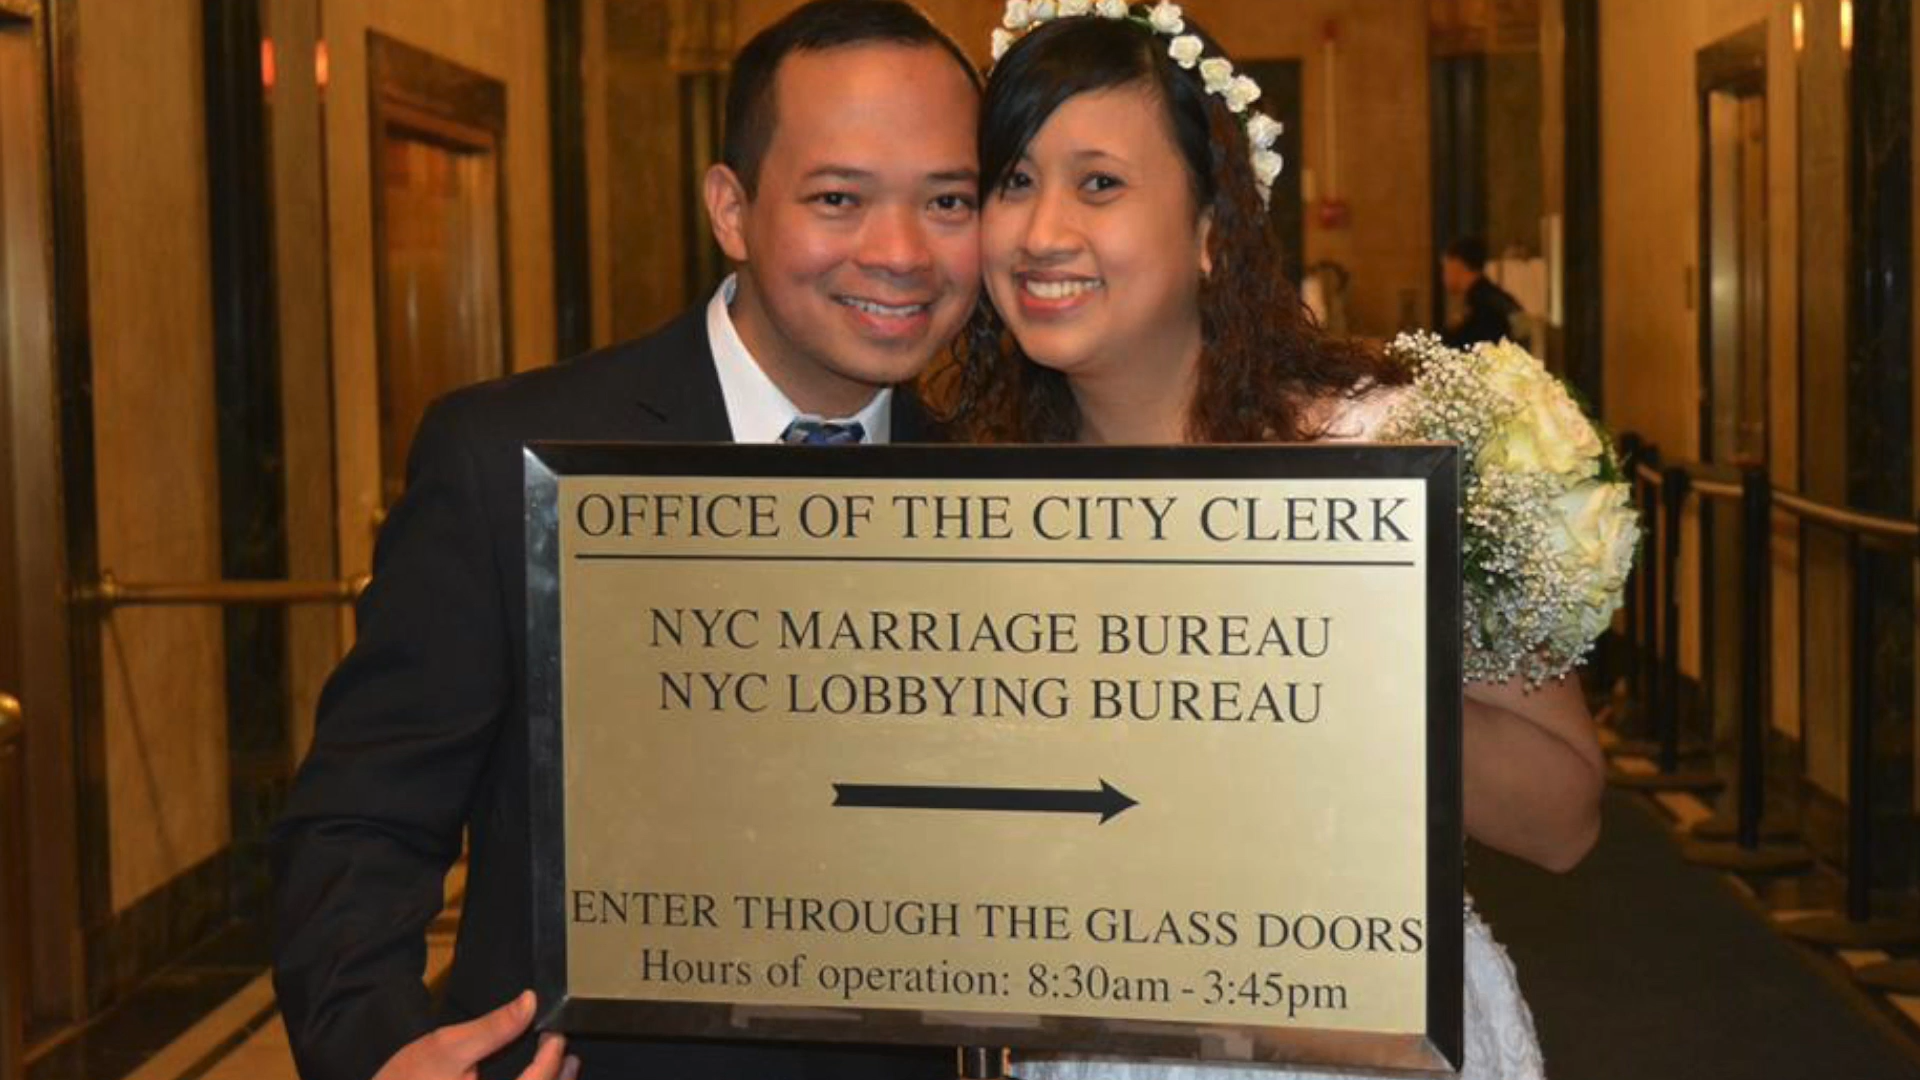 OFFICE OF THE CITY CLERK
NYC MARRIAGE BUREAU
NYC LOBBYING BUREAU
ENTER THROUGH THE GLASS DOORS
Hours of operation: 8:30am - 3:45pm